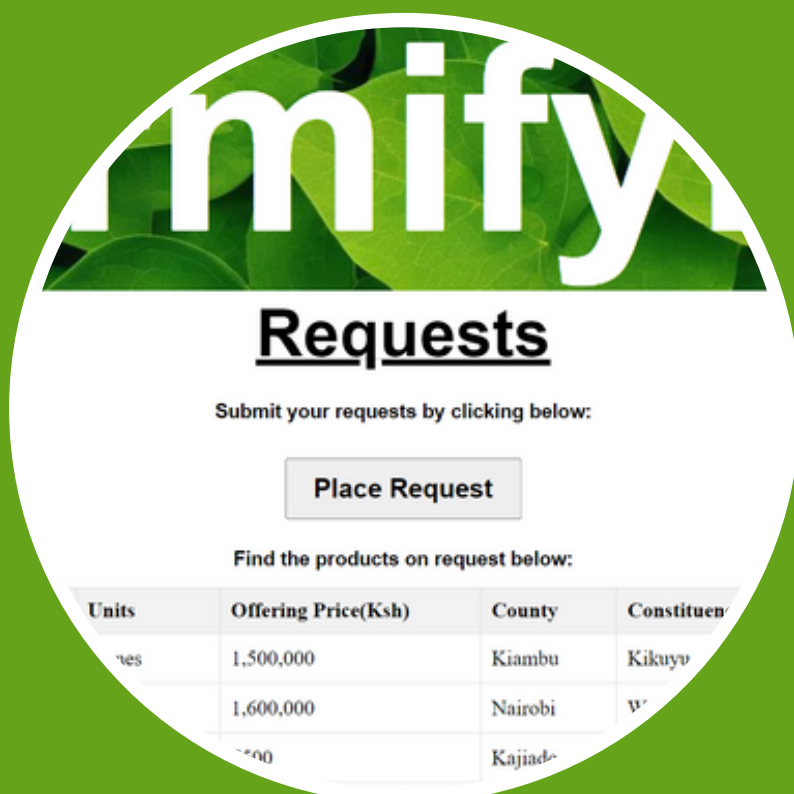 mify
Requests
Submit your requests by clicking below:
Place Request
Find the products on request below:
Units Offering Price(Ksh) County
1,500,000 Kiambu Kikuyu
1,600,000 Nairobi